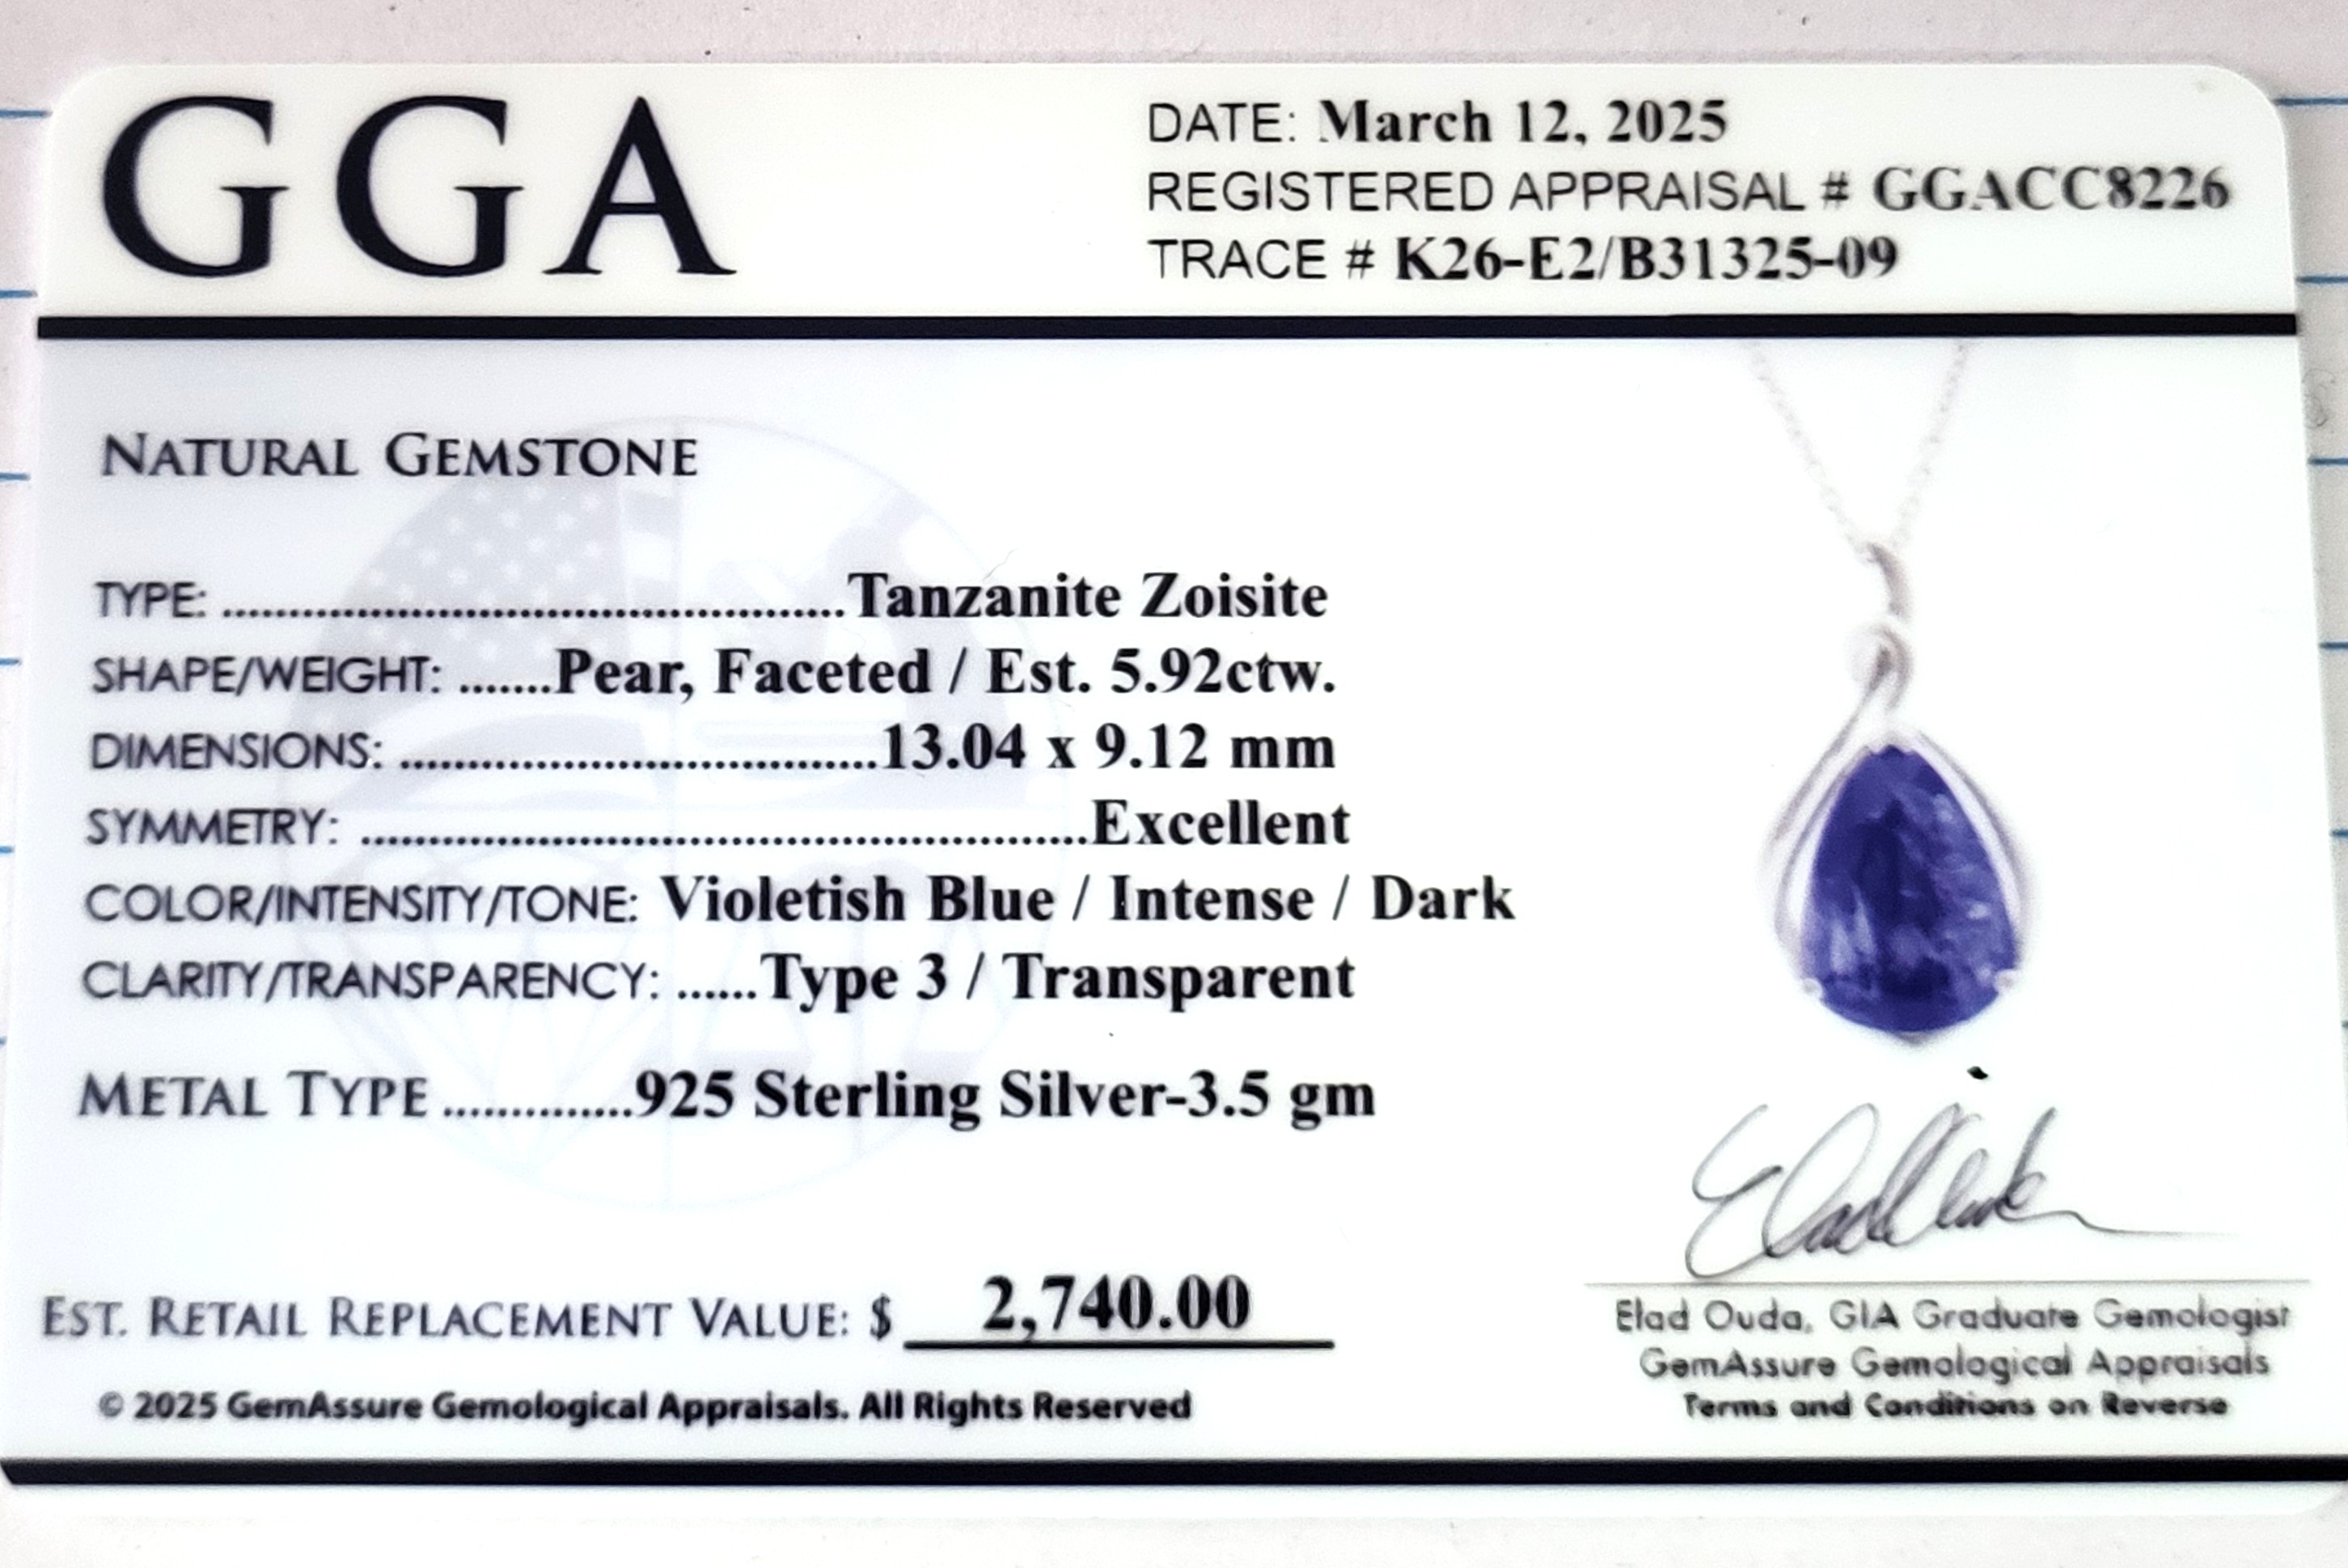 GGA
DATE: March 12, 2025
REGISTERED APPRAISAL # GGACC8226
TRACE # K26-E2/B31325-09
NATURAL GEMSTONE
TYPE: ................................................Tanzanite Zoisite
SHAPE/WEIGHT: .......Pear, Faceted / Est. 5.92ctw.
DIMENSIONS: .....................................13.04 x 9.12 mm
SYMMETRY: ........................................................Excellent
COLOR/INTENSITY/TONE: Violetish Blue / Intense / Dark
CLARITY/TRANSPARENCY: ......Type 3 / Transparent
METAL TYPE ..............925 Sterling Silver-3.5 gm
EST. RETAIL REPLACEMENT VALUE: $ 2,740.00
© 2025 GemAssure Gemological Appraisals. All Rights Reserved
Elad Ouda, GIA Graduate Gemologist
GemAssure Gemological Appraisals
Terms and Conditions on Reverse